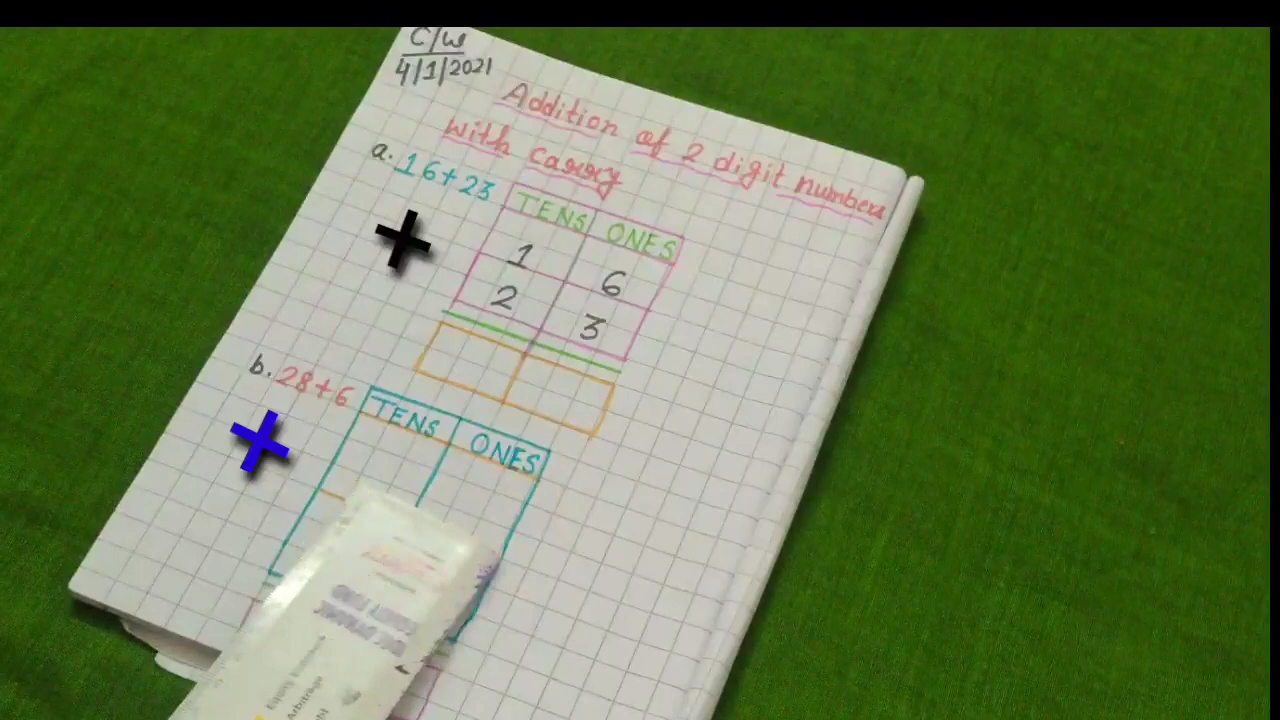 C/W
4/1/2021
Addition of 2 digit numbers
with carry
a. 16+23
TENS ONES
1 6
+
2 3
b. 28+6
TENS ONES
+
Arbitrage